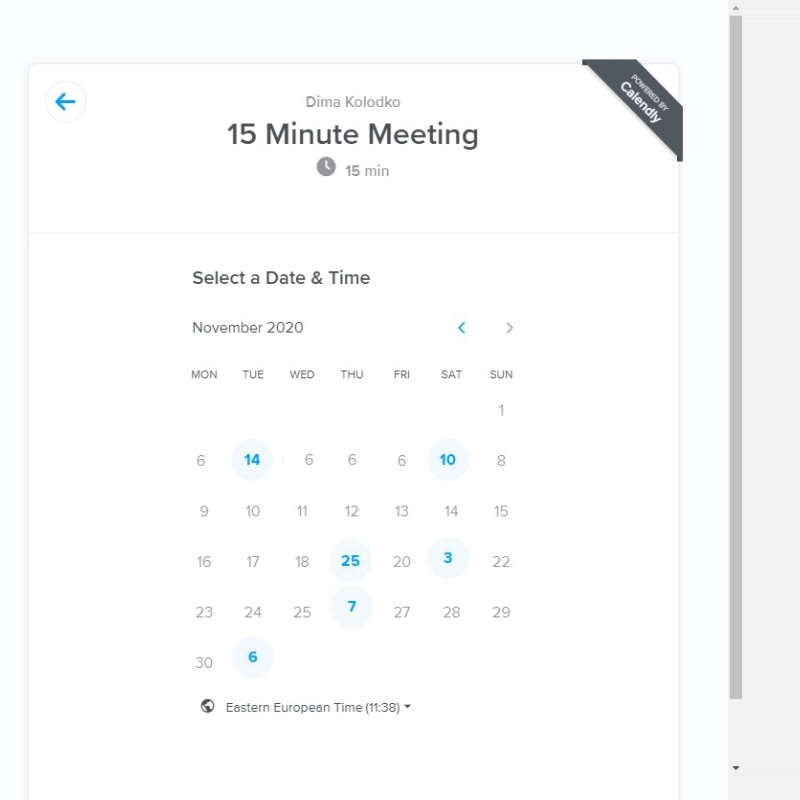 POWERED BY
Calendly
Dima Kolodko
15 Minute Meeting
15 min
Select a Date & Time
November 2020
MON TUE WED THU FRI SAT SUN
1
6 14 6 6 6 10 8
9 10 11 12 13 14 15
16 17 18 25 20 3 22
23 24 25 7 27 28 29
30 6
Eastern European Time (11:38)